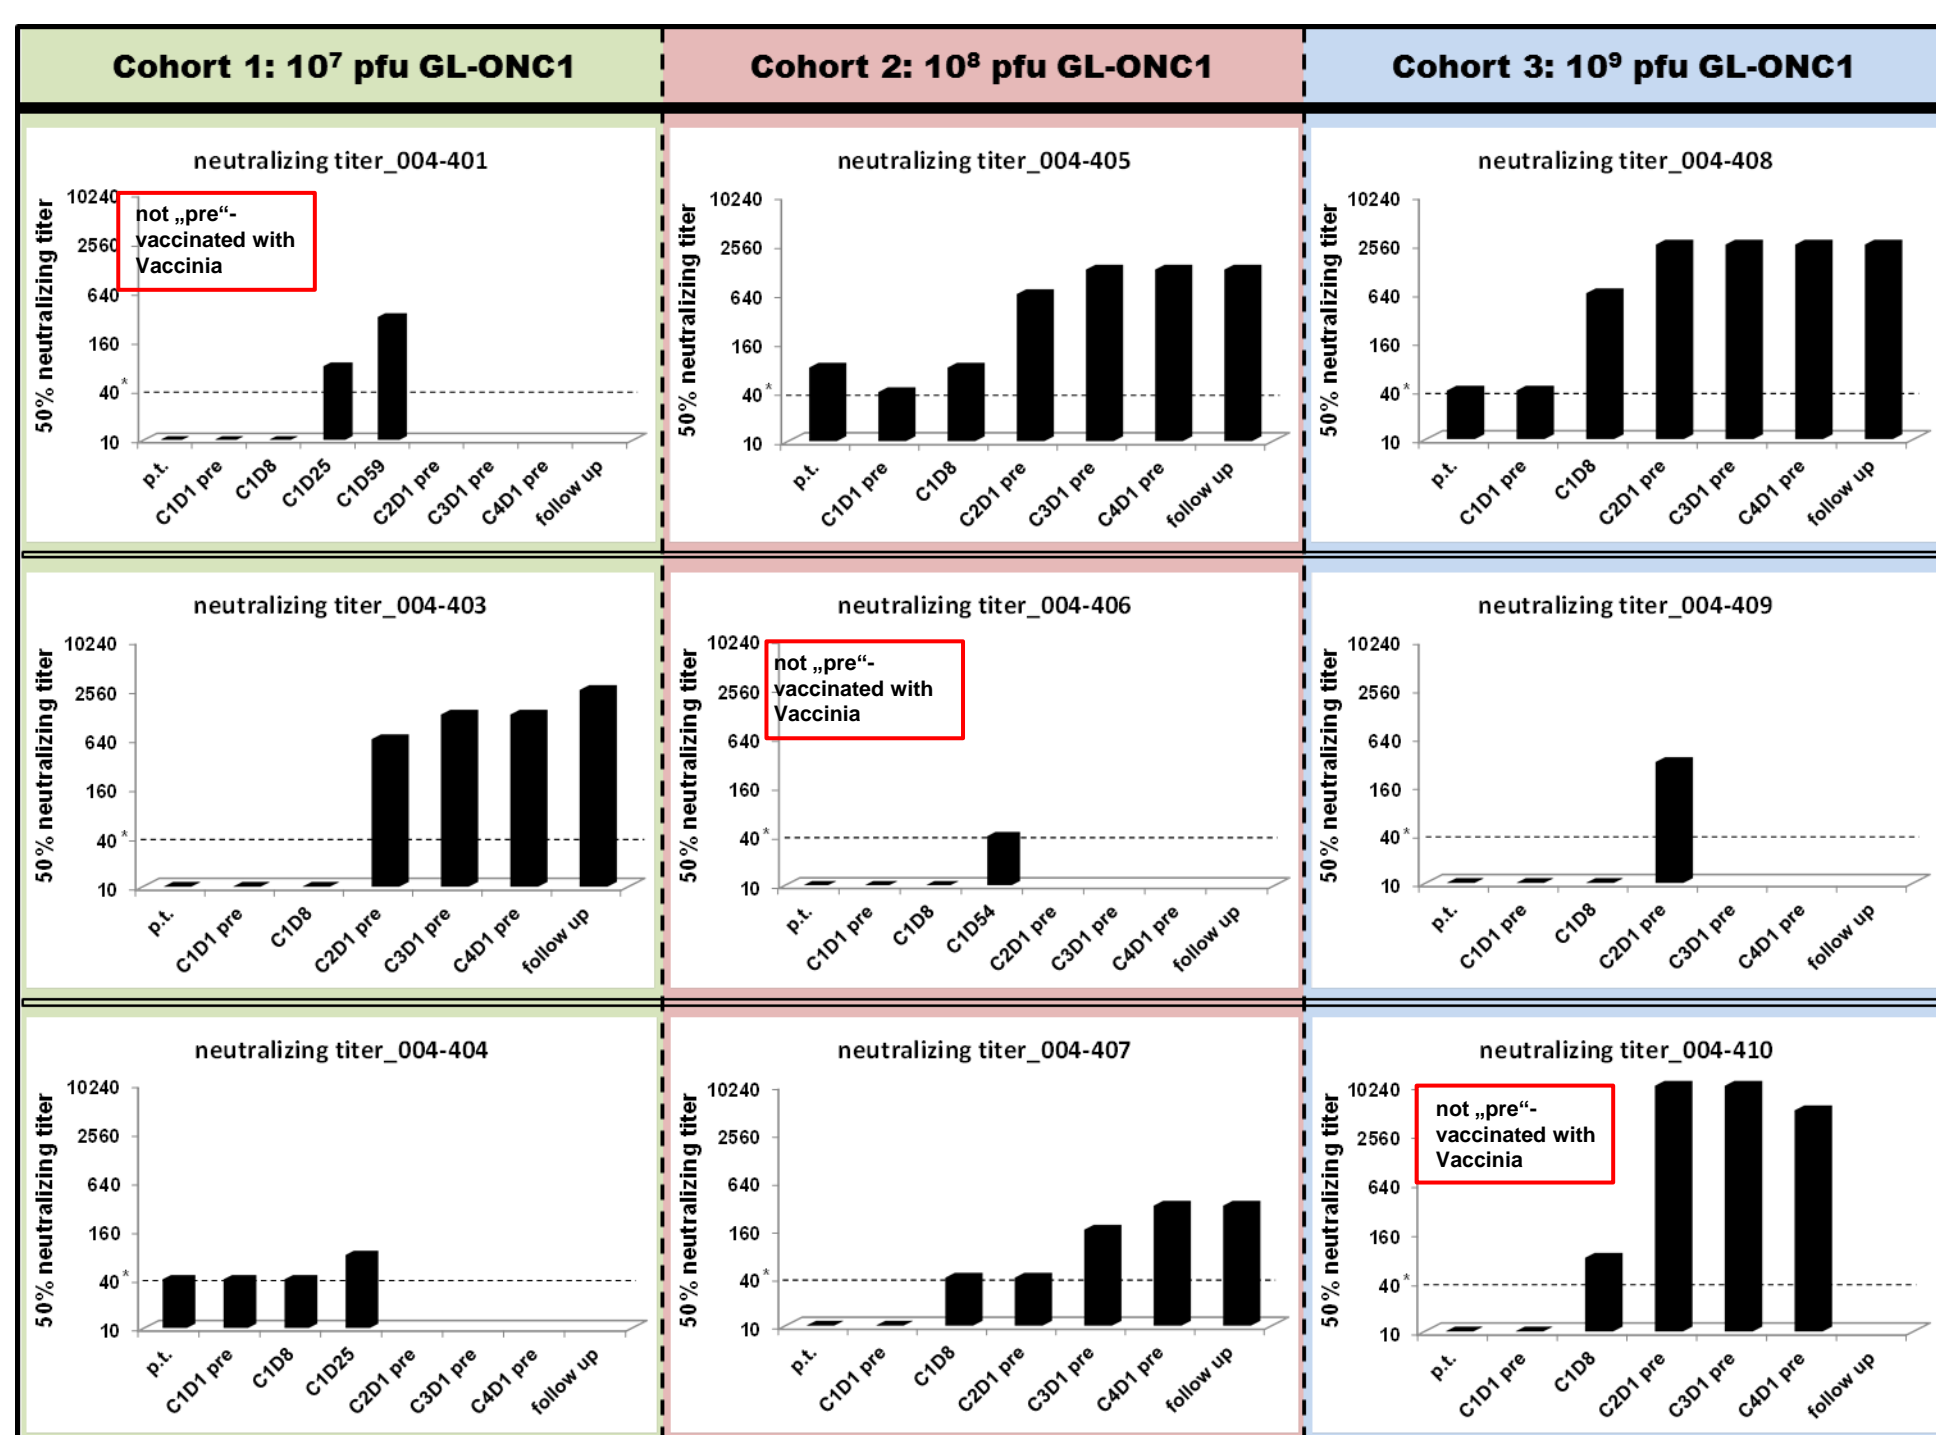 Cohort 1: 10⁷ pfu GL-ONC1
Cohort 2: 10⁸ pfu GL-ONC1
Cohort 3: 10⁹ pfu GL-ONC1
neutralizing titer_004-401
50% neutralizing titer
10240
2560
640
160
40*
10
not „pre“-
vaccinated with
Vaccinia
p.t.
C1D1 pre
C1D8
C1D25
C1D59
C2D1 pre
C3D1 pre
C4D1 pre
follow up
neutralizing titer_004-405
50% neutralizing titer
10240
2560
640
160
40*
10
p.t.
C1D1 pre
C1D8
C2D1 pre
C3D1 pre
C4D1 pre
follow up
neutralizing titer_004-408
50% neutralizing titer
10240
2560
640
160
40*
10
p.t.
C1D1 pre
C1D8
C2D1 pre
C3D1 pre
C4D1 pre
follow up
neutralizing titer_004-403
50% neutralizing titer
10240
2560
640
160
40*
10
p.t.
C1D1 pre
C1D8
C2D1 pre
C3D1 pre
C4D1 pre
follow up
neutralizing titer_004-406
50% neutralizing titer
10240
2560
640
160
40*
10
not „pre“-
vaccinated with
Vaccinia
p.t.
C1D1 pre
C1D8
C1D54
C2D1 pre
C3D1 pre
C4D1 pre
follow up
neutralizing titer_004-409
50% neutralizing titer
10240
2560
640
160
40*
10
p.t.
C1D1 pre
C1D8
C2D1 pre
C3D1 pre
C4D1 pre
follow up
neutralizing titer_004-404
50% neutralizing titer
10240
2560
640
160
40*
10
p.t.
C1D1 pre
C1D8
C1D25
C2D1 pre
C3D1 pre
C4D1 pre
follow up
neutralizing titer_004-407
50% neutralizing titer
10240
2560
640
160
40*
10
p.t.
C1D1 pre
C1D8
C2D1 pre
C3D1 pre
C4D1 pre
follow up
neutralizing titer_004-410
50% neutralizing titer
10240
2560
640
160
40*
10
not „pre“-
vaccinated with
Vaccinia
p.t.
C1D1 pre
C1D8
C2D1 pre
C3D1 pre
C4D1 pre
follow up